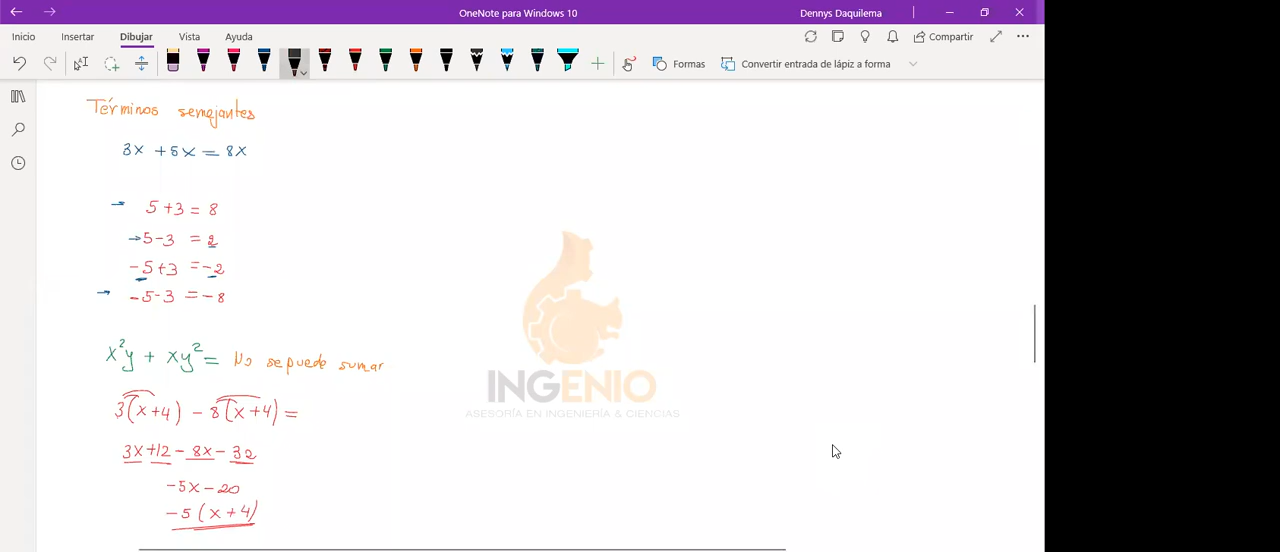 OneNote para Windows 10
Dennys Daquilema
Inicio Insertar Dibujar Vista Ayuda
Compartir
Formas
Convertir entrada de lápiz a forma
Términos semejantes
3x + 5x = 8x
5 + 3 = 8
5 - 3 = 2
-5 + 3 = -2
-5 - 3 = -8
x²y + xy² = No se puede sumar
3(x+4) - 8(x+4) =
3x +12 - 8x - 32
-5x - 20
-5 (x + 4)
INGENIO
ASESORÍA EN INGENIERÍA & CIENCIAS